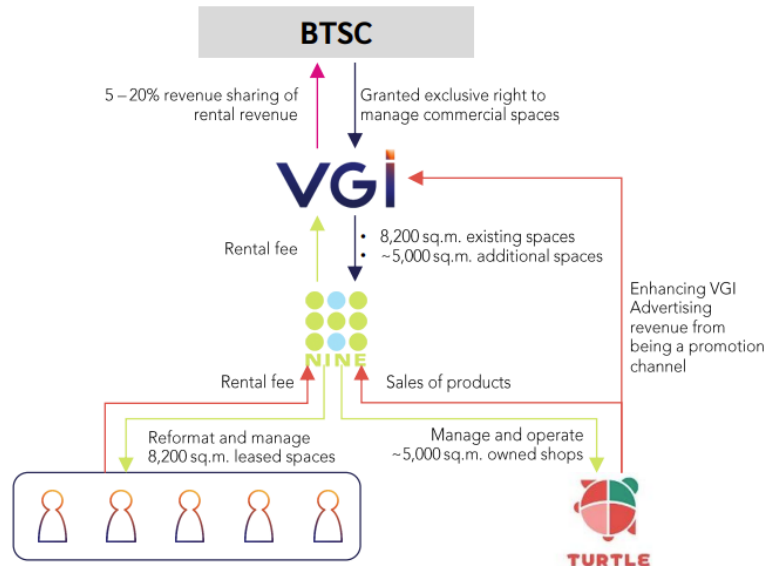 BTSC
5 – 20% revenue sharing of
rental revenue
Granted exclusive right to
manage commercial spaces
VGI
Rental fee
• 8,200 sq.m. existing spaces
• ~5,000 sq.m. additional spaces
Enhancing VGI
Advertising
revenue from
being a promotion
channel
NINE
Rental fee
Sales of products
Reformat and manage
8,200 sq.m. leased spaces
Manage and operate
~5,000 sq.m. owned shops
TURTLE